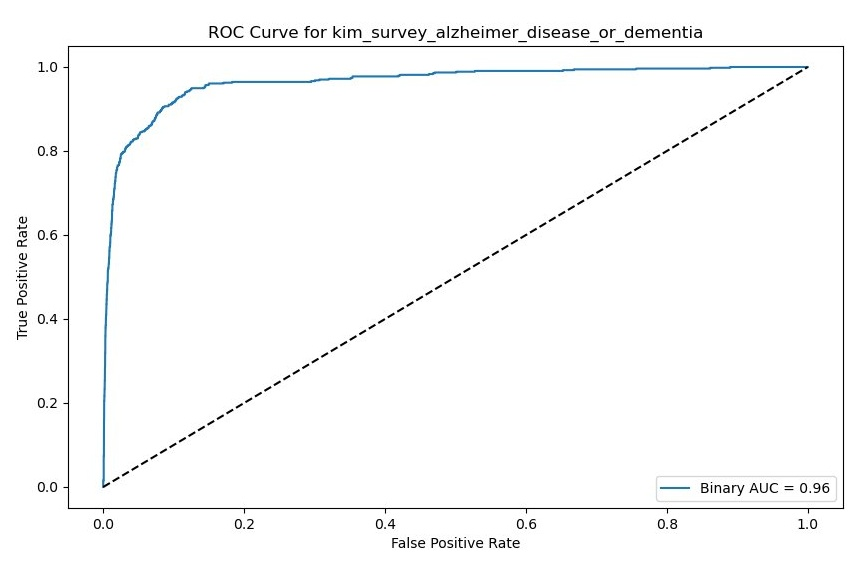 ROC Curve for kim_survey_alzheimer_disease_or_dementia
True Positive Rate
1.0
0.8
0.6
0.4
0.2
0.0
Binary AUC = 0.96
0.0 0.2 0.4 0.6 0.8 1.0
False Positive Rate